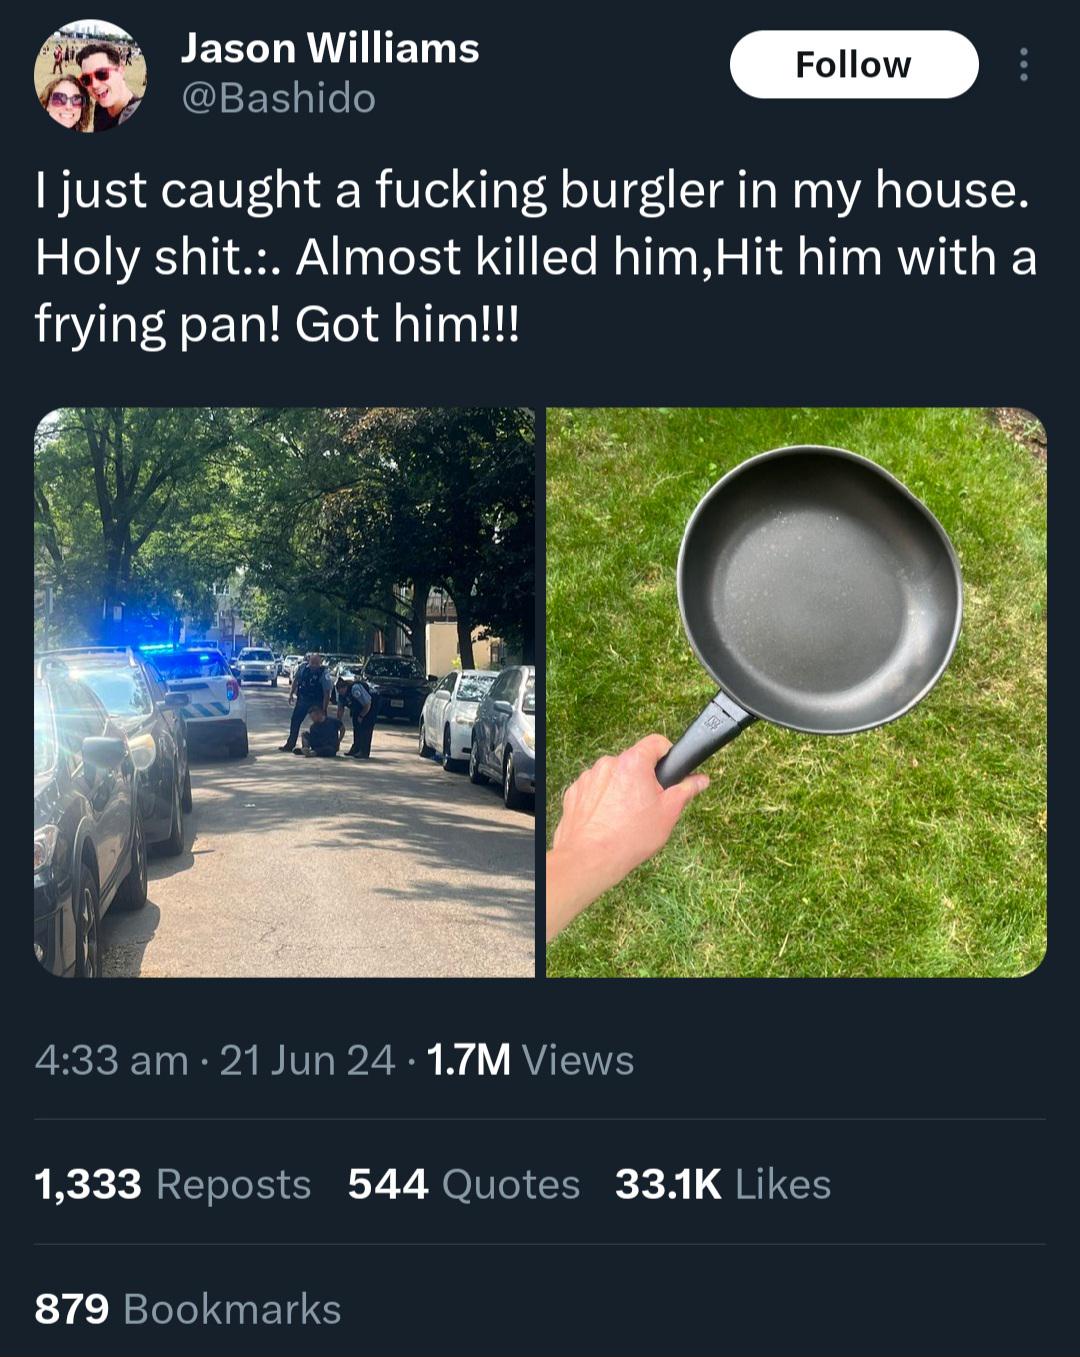 Jason Williams
Follow
@Bashido
I just caught a fucking burgler in my house.
Holy shit.:. Almost killed him,Hit him with a
frying pan! Got him!!!
4:33 am · 21 Jun 24 · 1.7M Views
1,333 Reposts 544 Quotes 33.1K Likes
879 Bookmarks